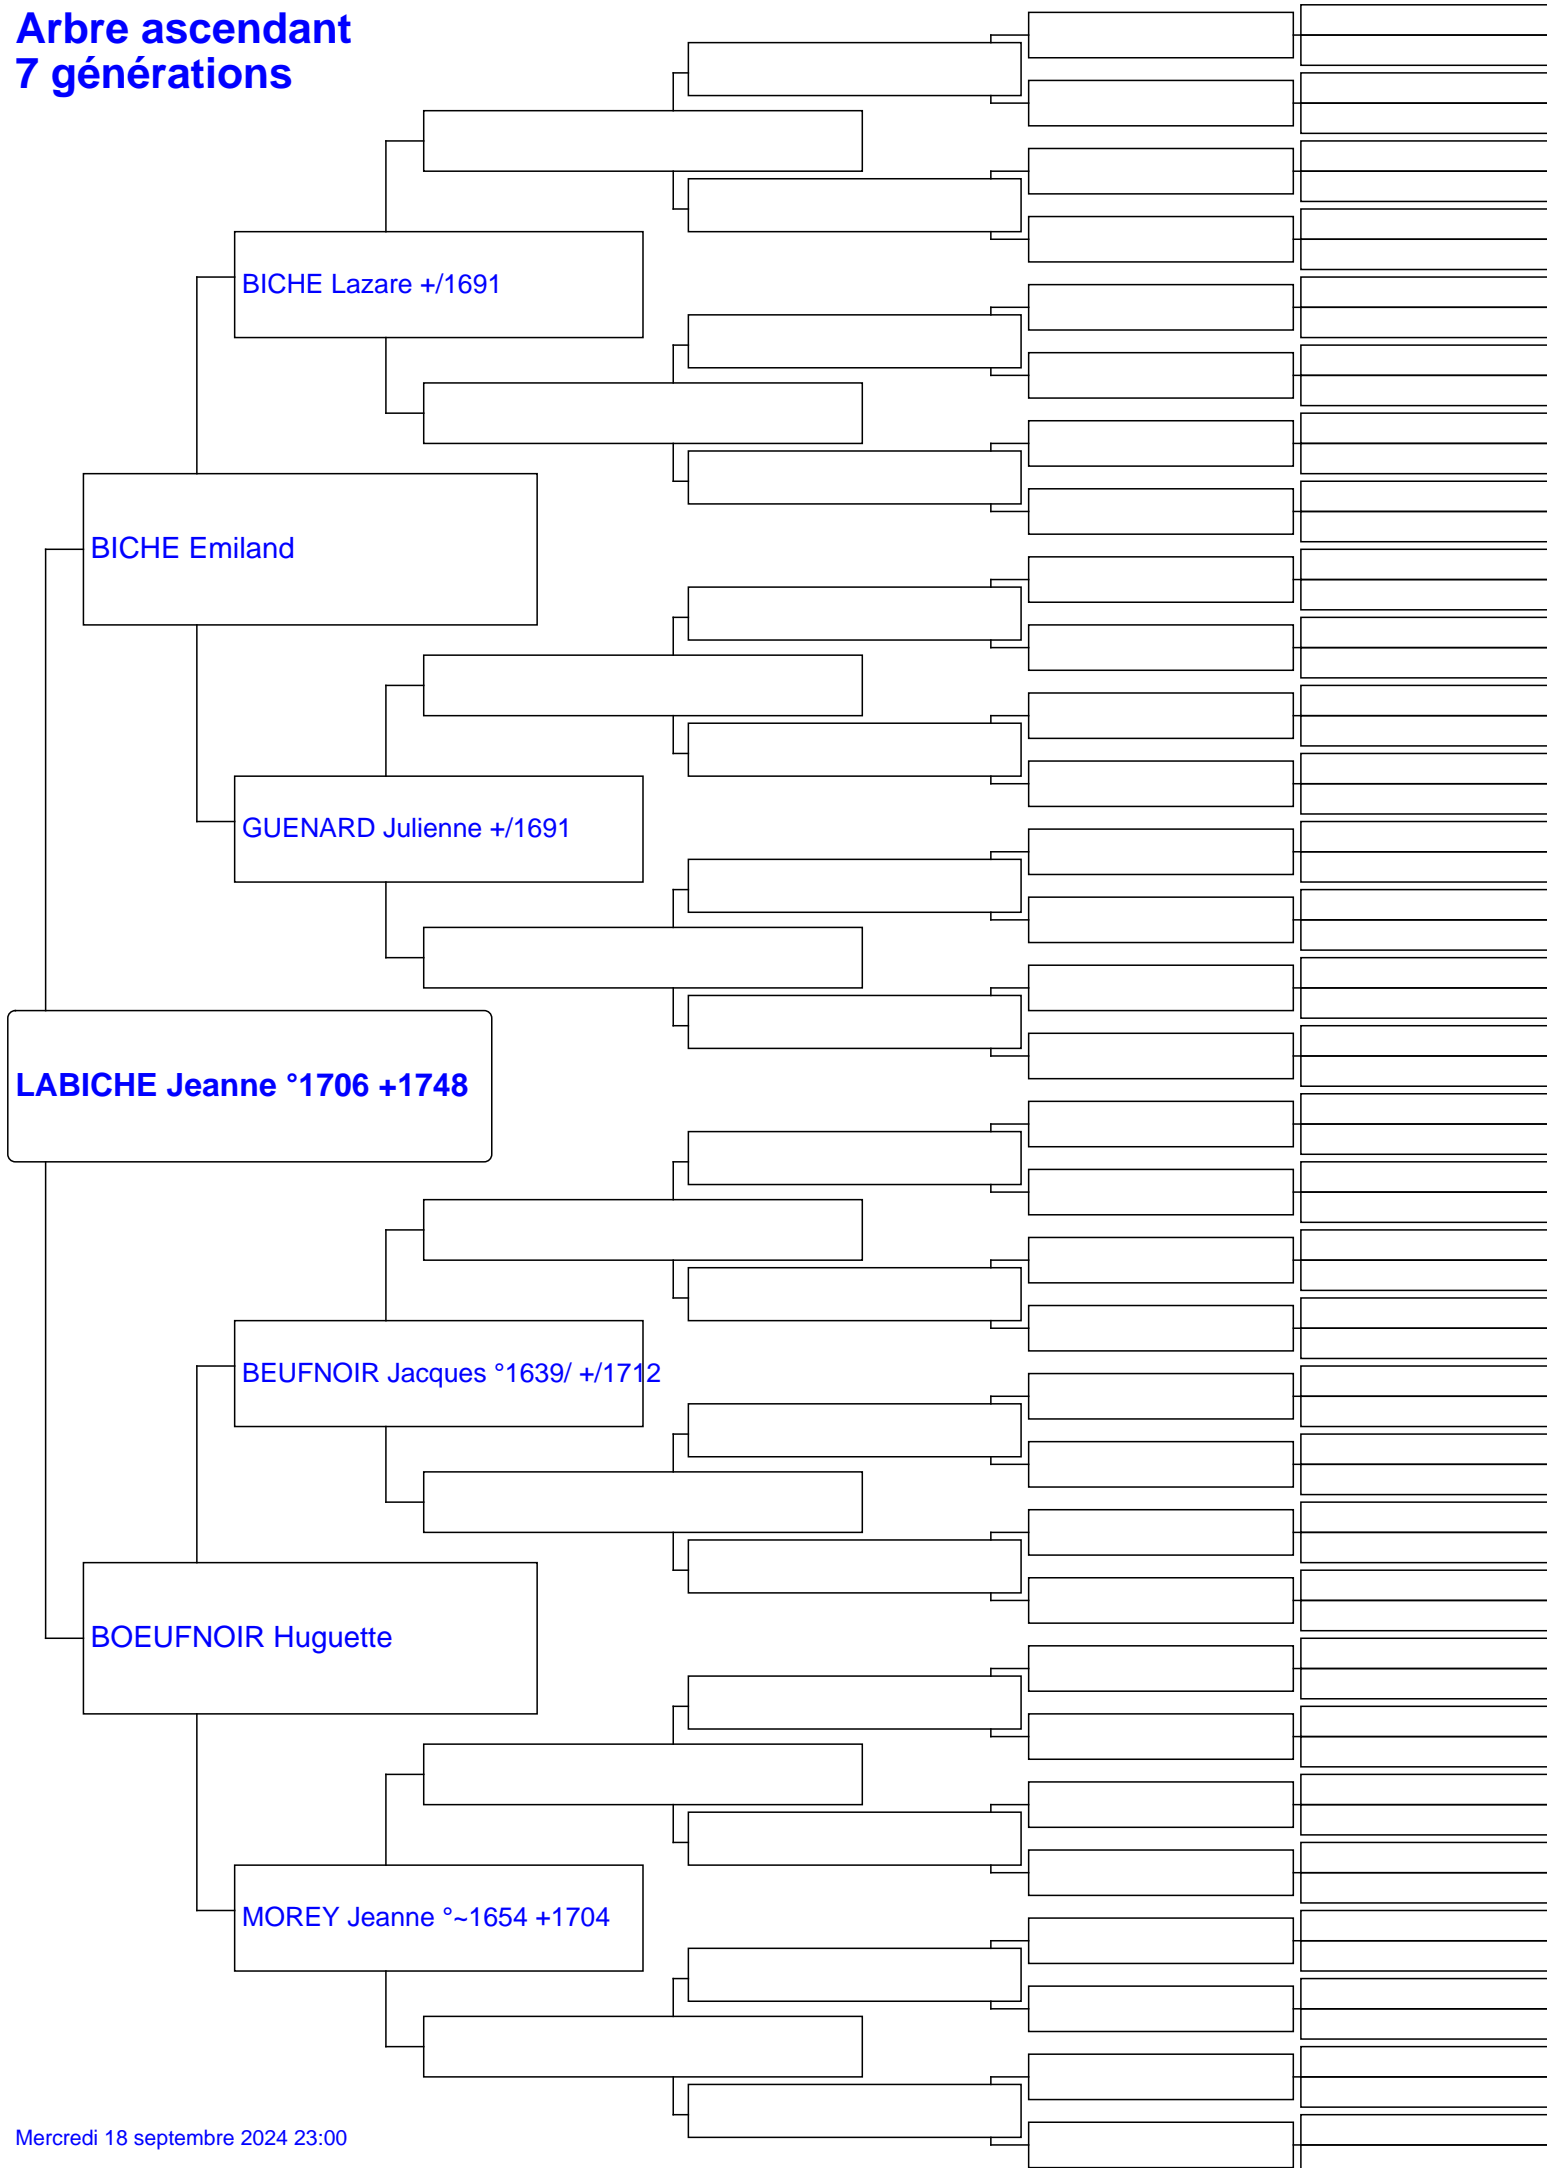 Arbre ascendant
7 générations
BICHE Lazare +/1691
BICHE Emiland
GUENARD Julienne +/1691
LABICHE Jeanne °1706 +1748
BEUFNOIR Jacques °1639/ +/1712
BOEUFNOIR Huguette
MOREY Jeanne °~1654 +1704
Mercredi 18 septembre 2024 23:00